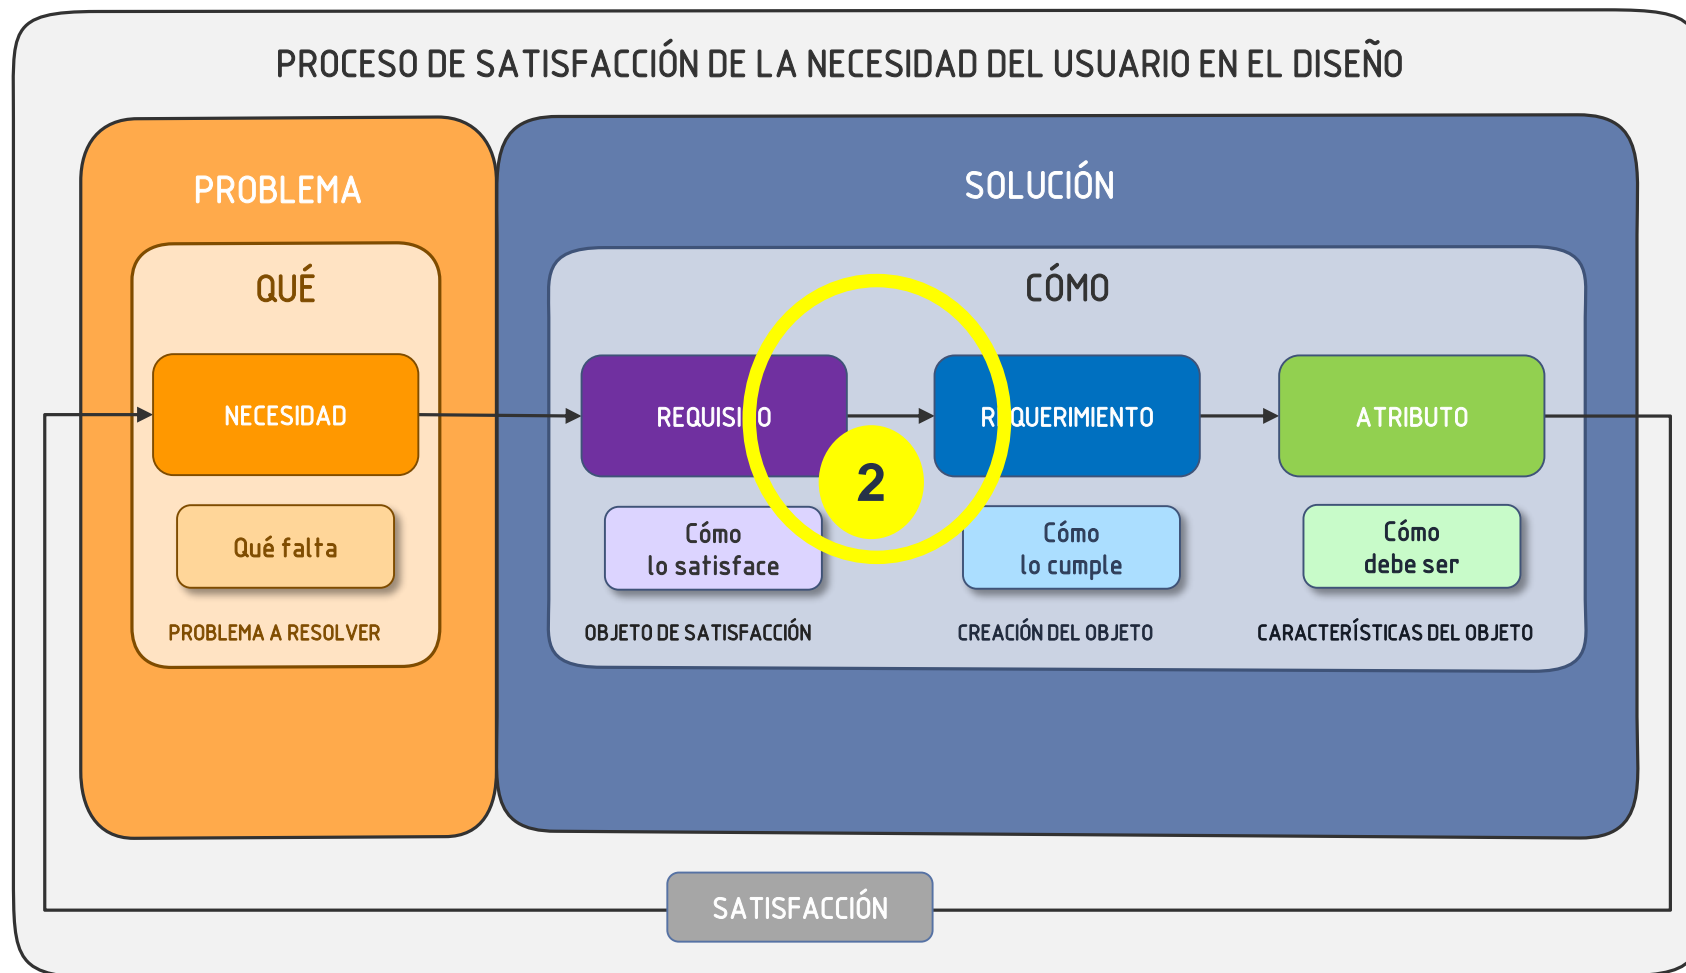 PROCESO DE SATISFACCIÓN DE LA NECESIDAD DEL USUARIO EN EL DISEÑO
PROBLEMA
QUÉ
NECESIDAD
Qué falta
PROBLEMA A RESOLVER
SOLUCIÓN
CÓMO
REQUISITO
Cómo
lo satisface
OBJETO DE SATISFACCIÓN
2
REQUERIMIENTO
Cómo
lo cumple
CREACIÓN DEL OBJETO
ATRIBUTO
Cómo
debe ser
CARACTERÍSTICAS DEL OBJETO
SATISFACCIÓN